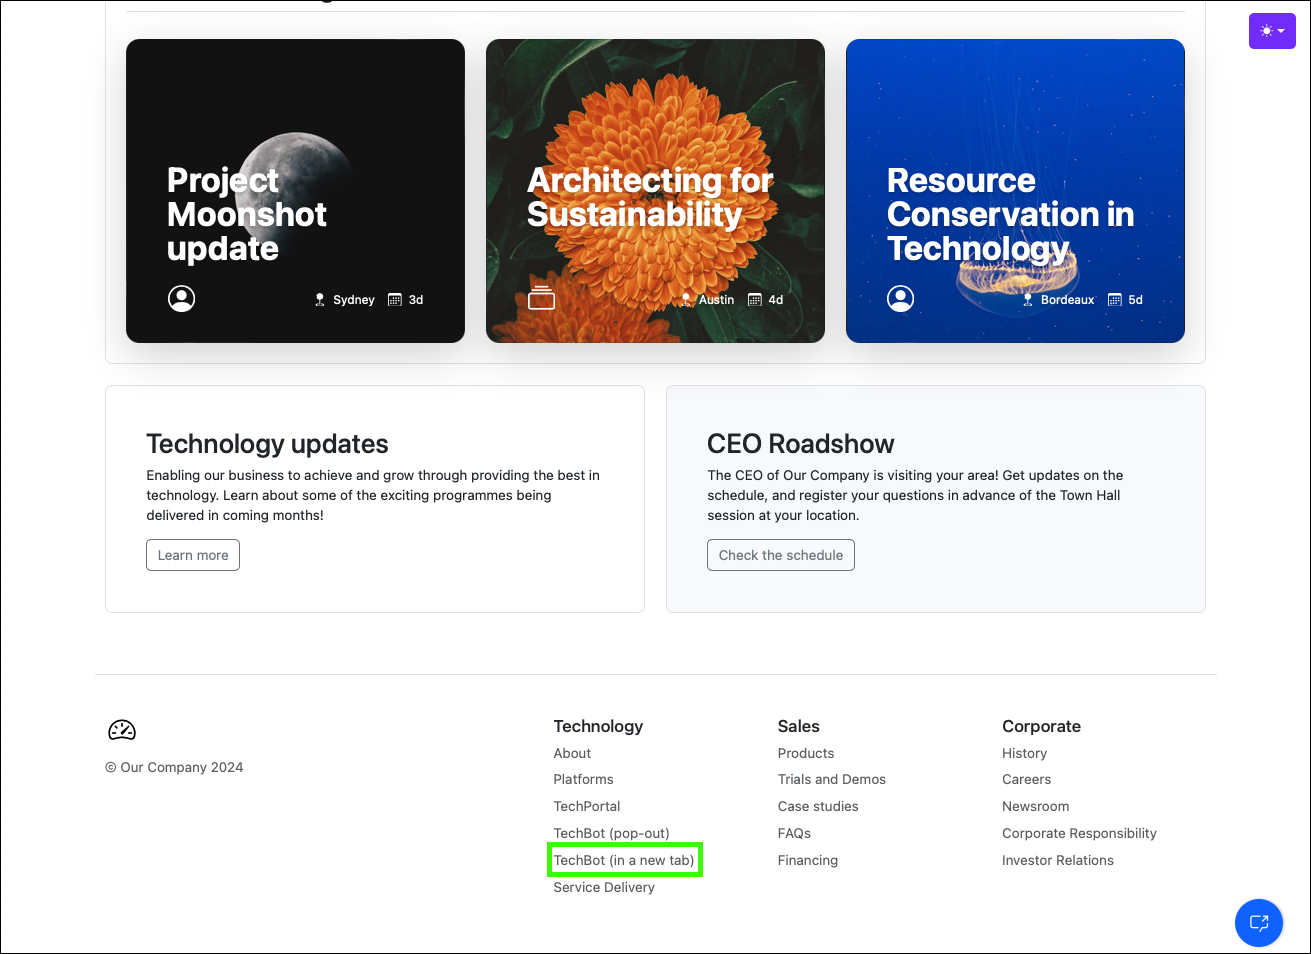 Project
Moonshot
update
Sydney 3d
Architecting for
Sustainability
Austin 4d
Resource
Conservation in
Technology
Bordeaux 5d
Technology updates
Enabling our business to achieve and grow through providing the best in
technology. Learn about some of the exciting programmes being
delivered in coming months!
Learn more
CEO Roadshow
The CEO of Our Company is visiting your area! Get updates on the
schedule, and register your questions in advance of the Town Hall
session at your location.
Check the schedule
© Our Company 2024
Technology
About
Platforms
TechPortal
TechBot (pop-out)
TechBot (in a new tab)
Service Delivery
Sales
Products
Trials and Demos
Case studies
FAQs
Financing
Corporate
History
Careers
Newsroom
Corporate Responsibility
Investor Relations